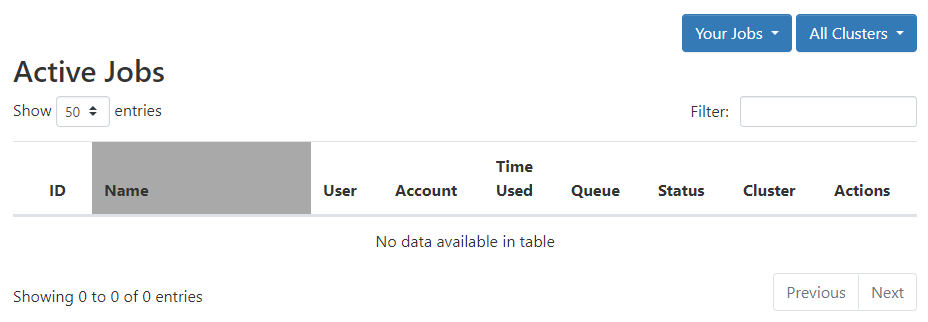 Your Jobs All Clusters
Active Jobs
Show 50 entries Filter:
ID Name User Account Time Used Queue Status Cluster Actions
No data available in table
Showing 0 to 0 of 0 entries Previous Next